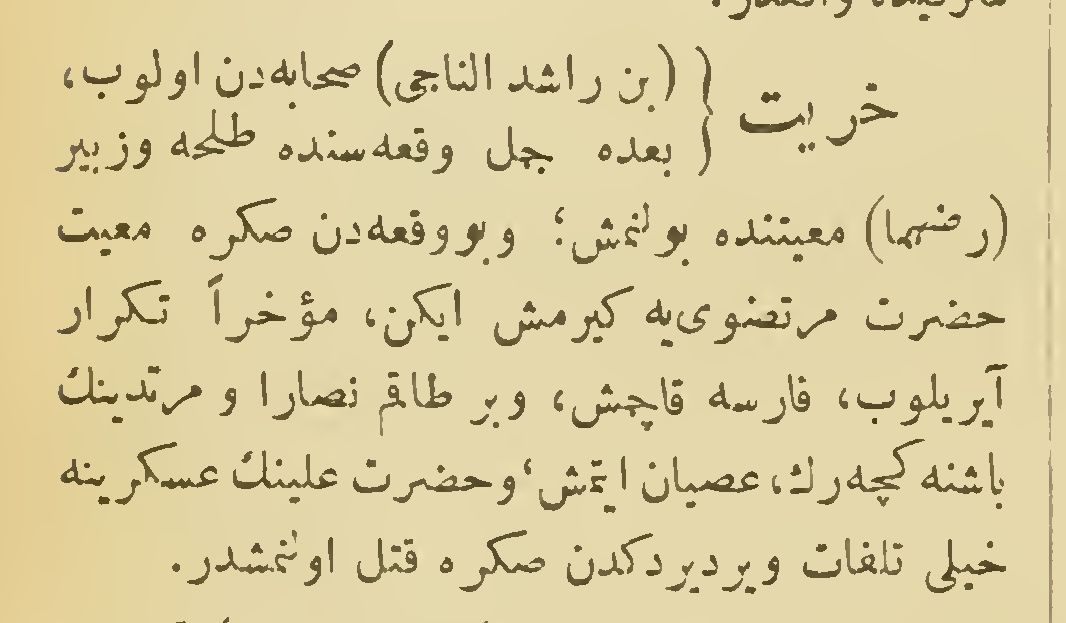 خریت { (بن راشد الناجی) صحابه‌دن اولوب،
بعده جمل وقعه‌سنده طلحه وزبیر
(رضهما) معیتنده بولنمش؛ وبووقعه‌دن صکره معیت
حضرت مرتضوی‌یه کیرمش ایکن، مؤخراً تکرار
آیریلوب، فارسه قاچمش، وبر طاقم نصارا و مرتدینك
باشنه کچه‌رك، عصیان ایتمش؛ وحضرت علینك عسکرینه
خیلی تلفات ویردیردکدن صکره قتل اولنمشدر.